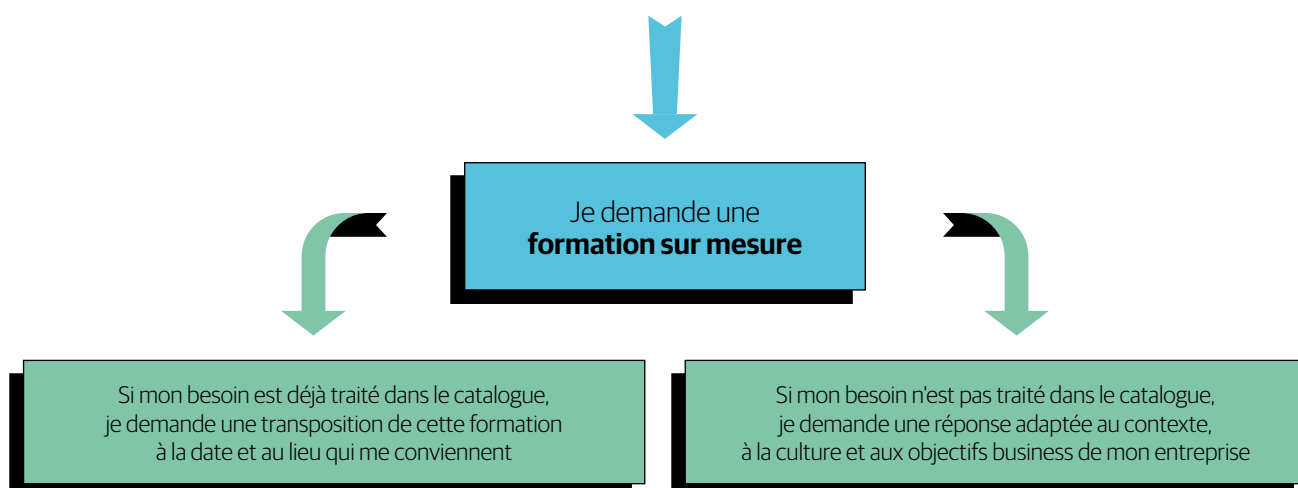 Je demande une
formation sur mesure
Si mon besoin est déjà traité dans le catalogue,
je demande une transposition de cette formation
à la date et au lieu qui me conviennent
Si mon besoin n'est pas traité dans le catalogue,
je demande une réponse adaptée au contexte,
à la culture et aux objectifs business de mon entreprise